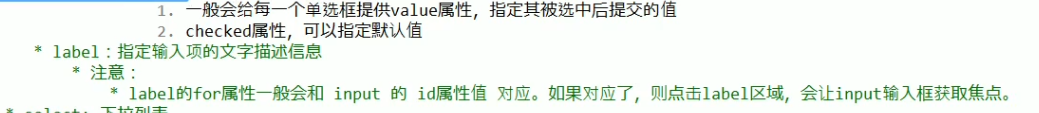 1. 一般会给每一个单选框提供value属性，指定其被选中后提交的值
2. checked属性，可以指定默认值
* label：指定输入项的文字描述信息
* 注意：
* label的for属性一般会和 input 的 id属性值 对应。如果对应了，则点击label区域，会让input输入框获取焦点。
* select: 下拉列表